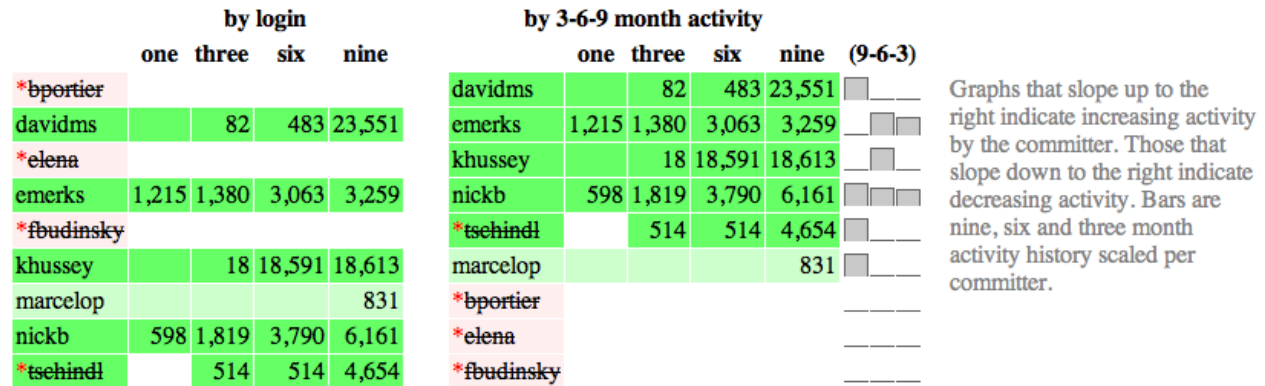 by login
one three six nine
*bportier
davidms 82 483 23,551
*elena
emerks 1,215 1,380 3,063 3,259
*fbudinsky
khussey 18 18,591 18,613
marcelop 831
nickb 598 1,819 3,790 6,161
*tschindl 514 514 4,654
by 3-6-9 month activity
one three six nine (9-6-3)
davidms 82 483 23,551
emerks 1,215 1,380 3,063 3,259
khussey 18 18,591 18,613
nickb 598 1,819 3,790 6,161
*tschindl 514 514 4,654
marcelop 831
*bportier
*elena
*fbudinsky
Graphs that slope up to the
right indicate increasing activity
by the committer. Those that
slope down to the right indicate
decreasing activity. Bars are
nine, six and three month
activity history scaled per
committer.